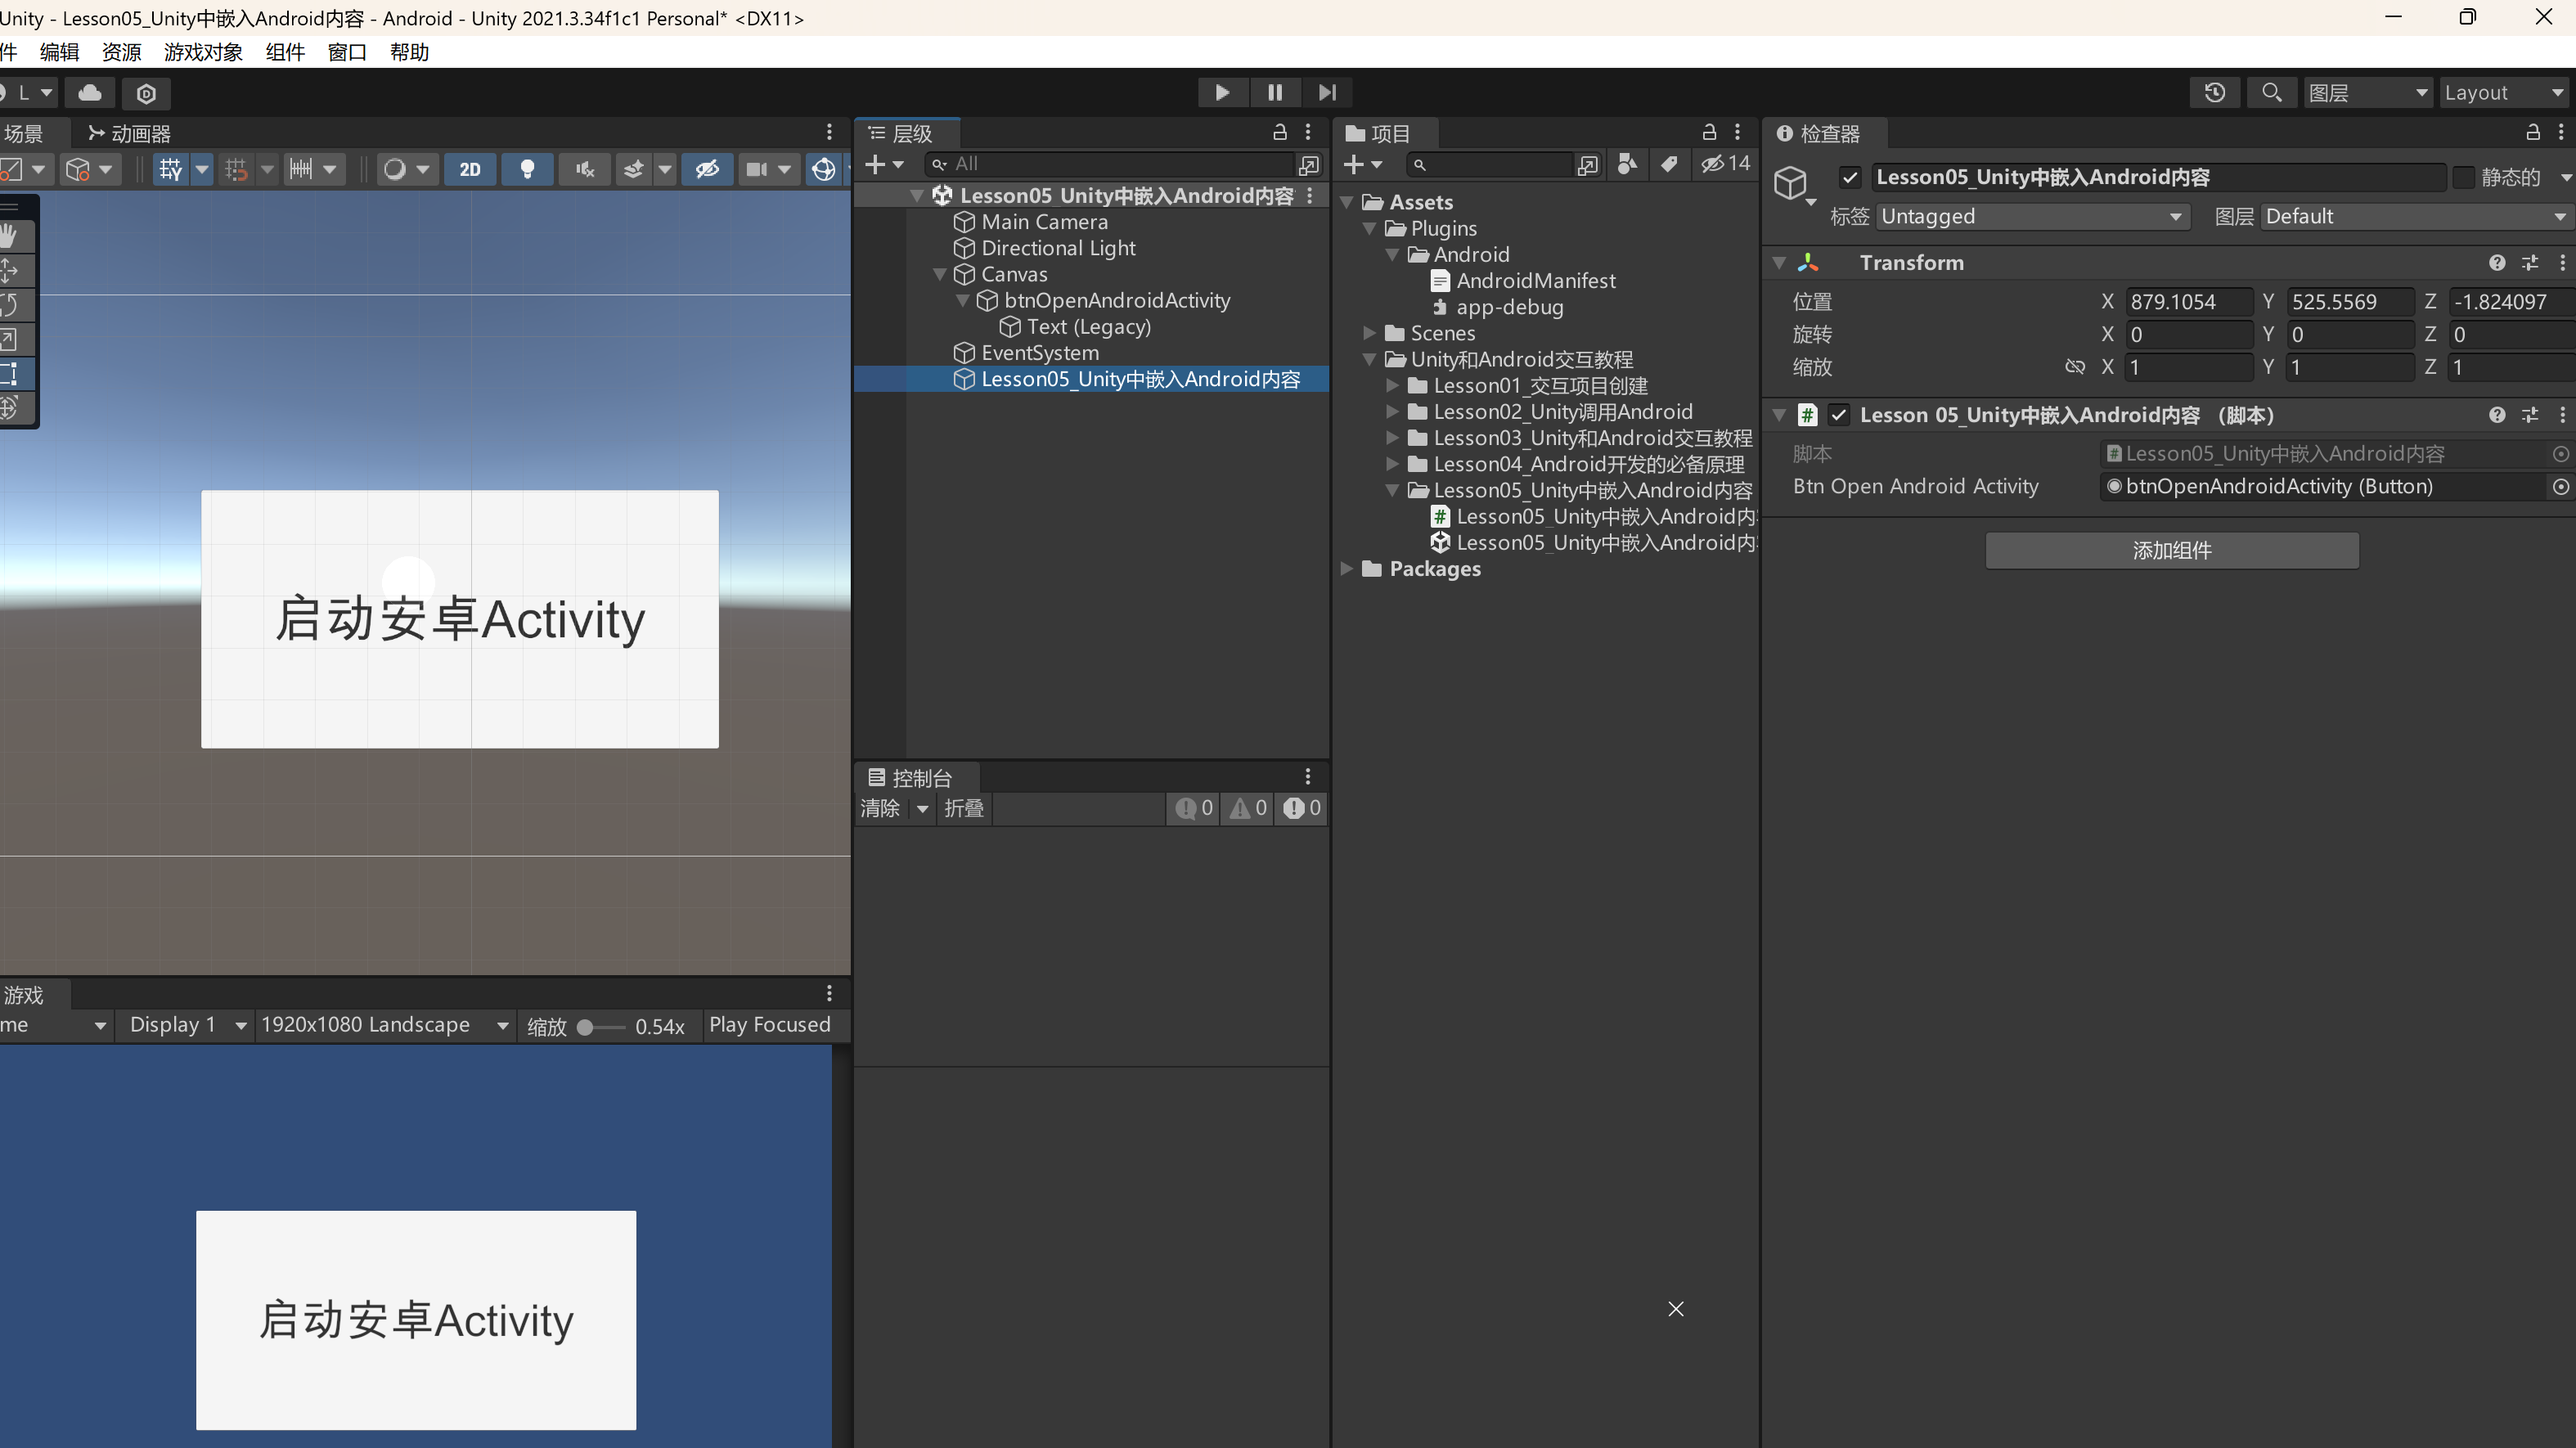 Unity - Lesson05_Unity中嵌入Android内容 - Android - Unity 2021.3.34f1c1 Personal* <DX11>
件 编辑 资源 游戏对象 组件 窗口 帮助
L
图层 Layout
场景 动画器
2D
启动安卓Activity
游戏
me Display 1 1920x1080 Landscape 缩放 0.54x Play Focused
启动安卓Activity
层级
All
Lesson05_Unity中嵌入Android内容
Main Camera
Directional Light
Canvas
btnOpenAndroidActivity
Text (Legacy)
EventSystem
Lesson05_Unity中嵌入Android内容
控制台
清除 折叠 0 0 0
项目
14
Assets
Plugins
Android
AndroidManifest
app-debug
Scenes
Unity和Android交互教程
Lesson01_交互项目创建
Lesson02_Unity调用Android
Lesson03_Unity和Android交互教程
Lesson04_Android开发的必备原理
Lesson05_Unity中嵌入Android内容
Lesson05_Unity中嵌入Android内
Lesson05_Unity中嵌入Android内
Packages
检查器
Lesson05_Unity中嵌入Android内容 静态的
标签 Untagged 图层 Default
Transform
位置 X 879.1054 Y 525.5569 Z -1.824097
旋转 X 0 Y 0 Z 0
缩放 X 1 Y 1 Z 1
# Lesson 05_Unity中嵌入Android内容 （脚本）
脚本 Lesson05_Unity中嵌入Android内容
Btn Open Android Activity btnOpenAndroidActivity (Button)
添加组件